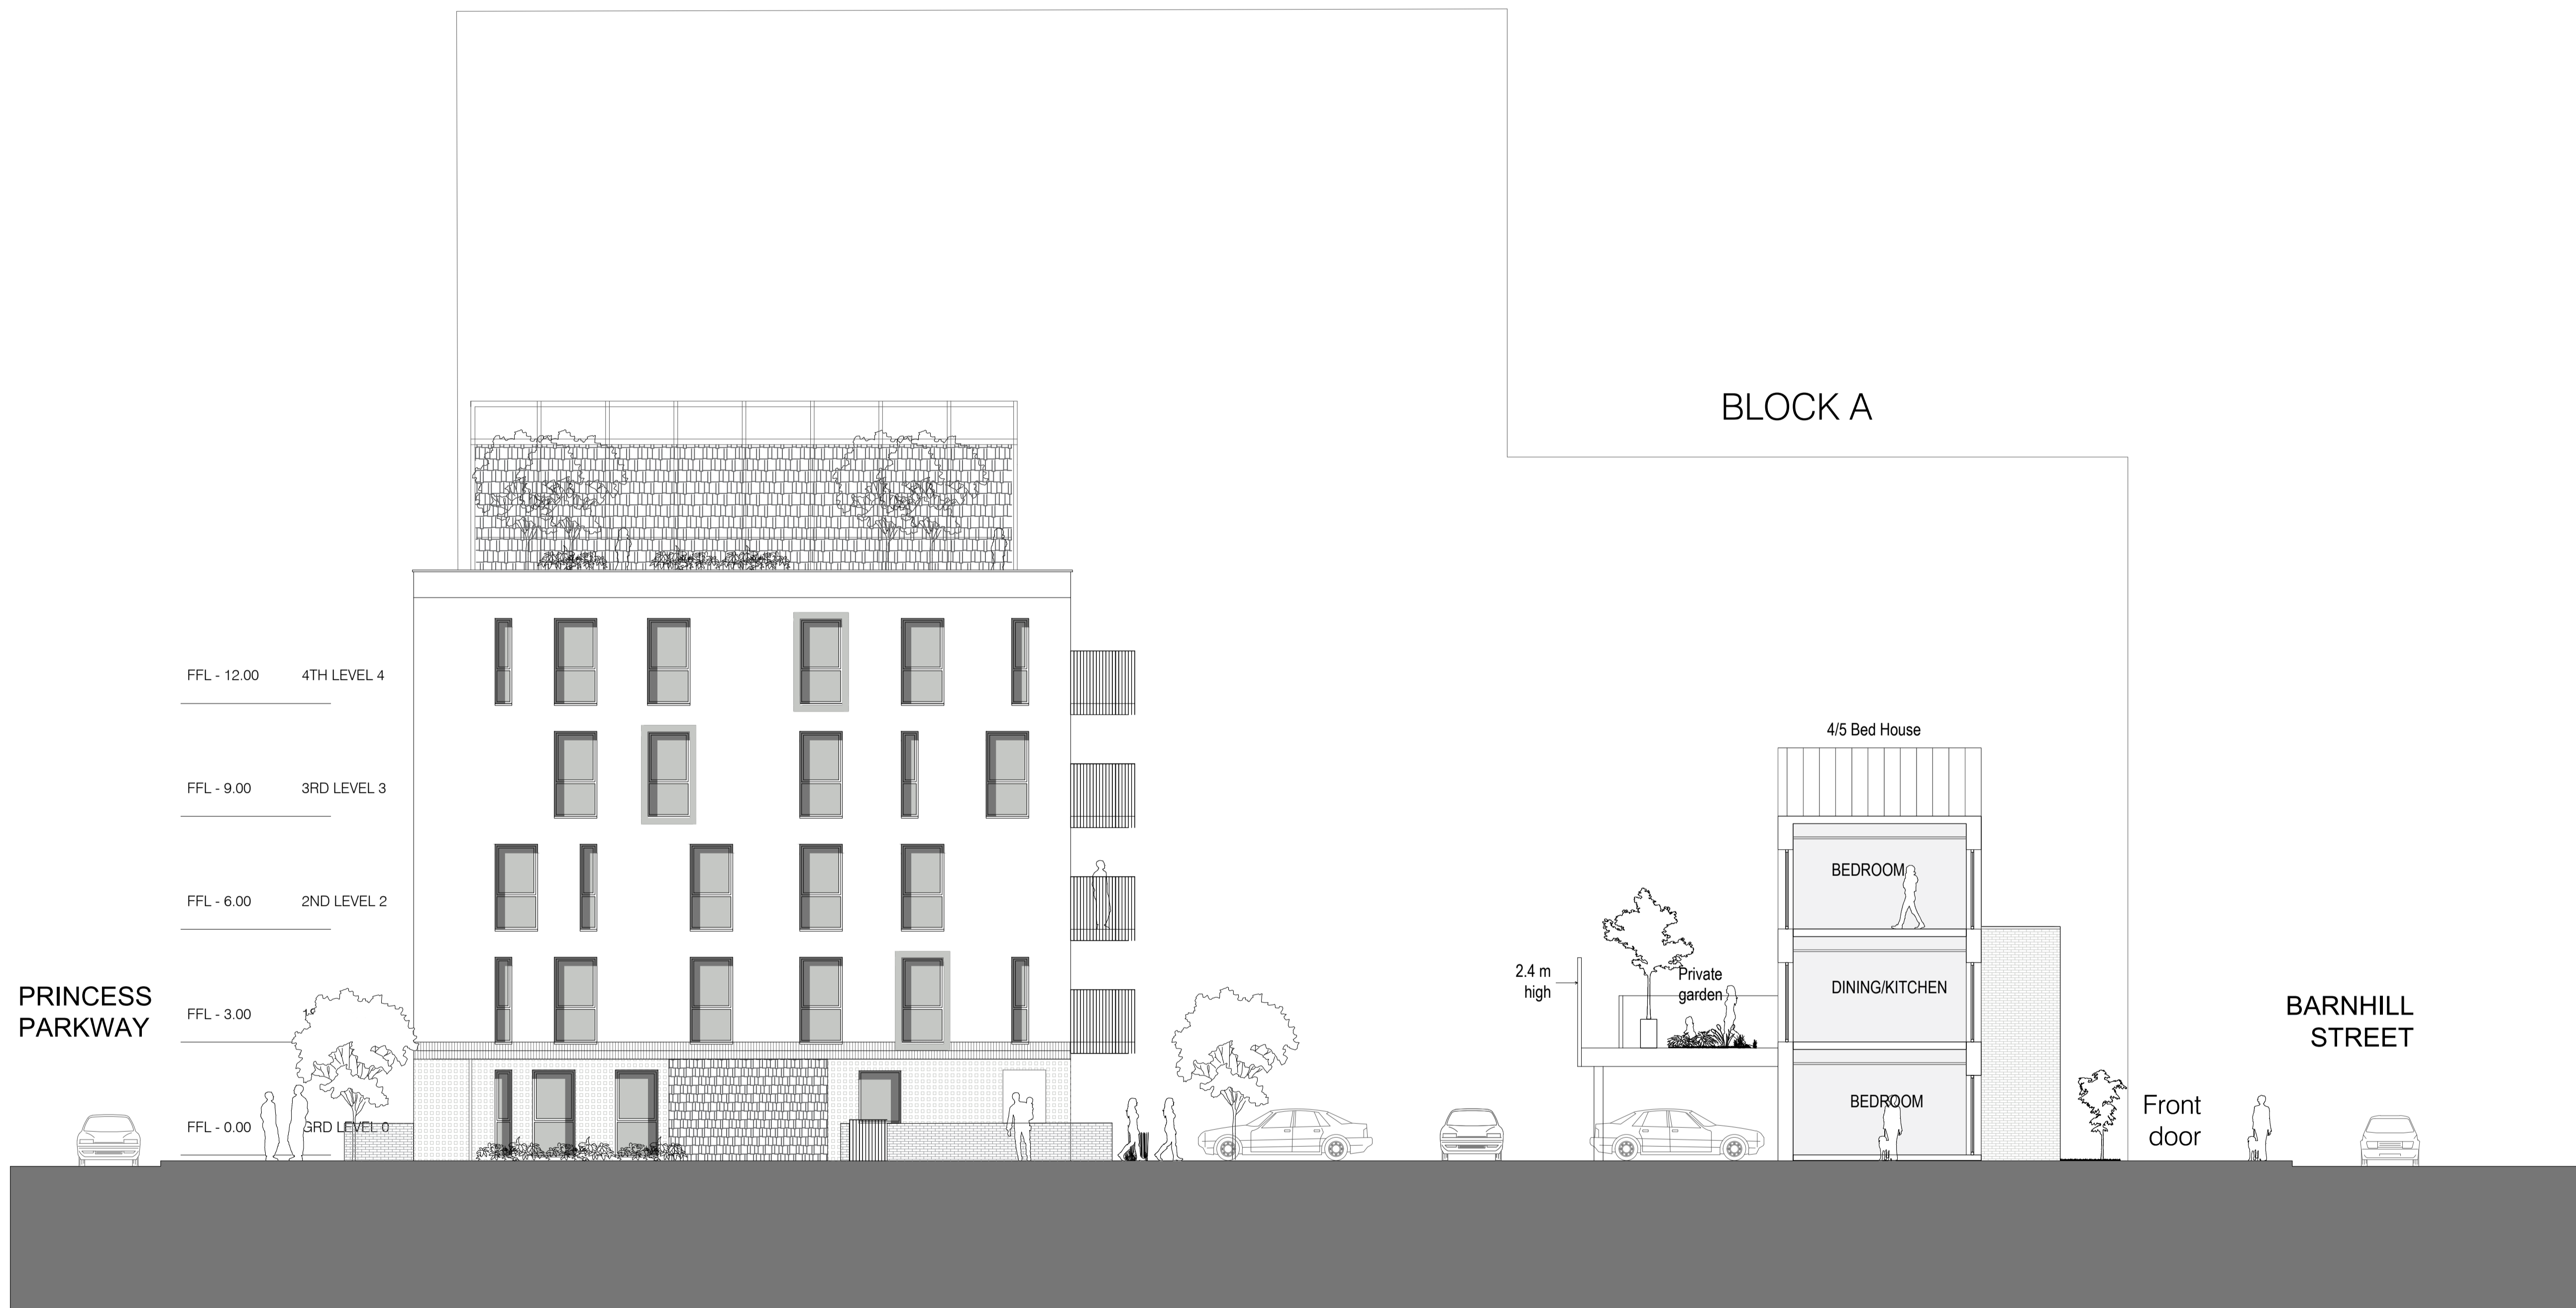 BLOCK A
FFL - 12.00 4TH LEVEL 4
4/5 Bed House
FFL - 9.00 3RD LEVEL 3
BEDROOM
FFL - 6.00 2ND LEVEL 2
2.4 m
high
Private
garden
DINING/KITCHEN
PRINCESS
PARKWAY
FFL - 3.00
BARNHILL
STREET
BEDROOM
Front
door
FFL - 0.00 GRD LEVEL 0